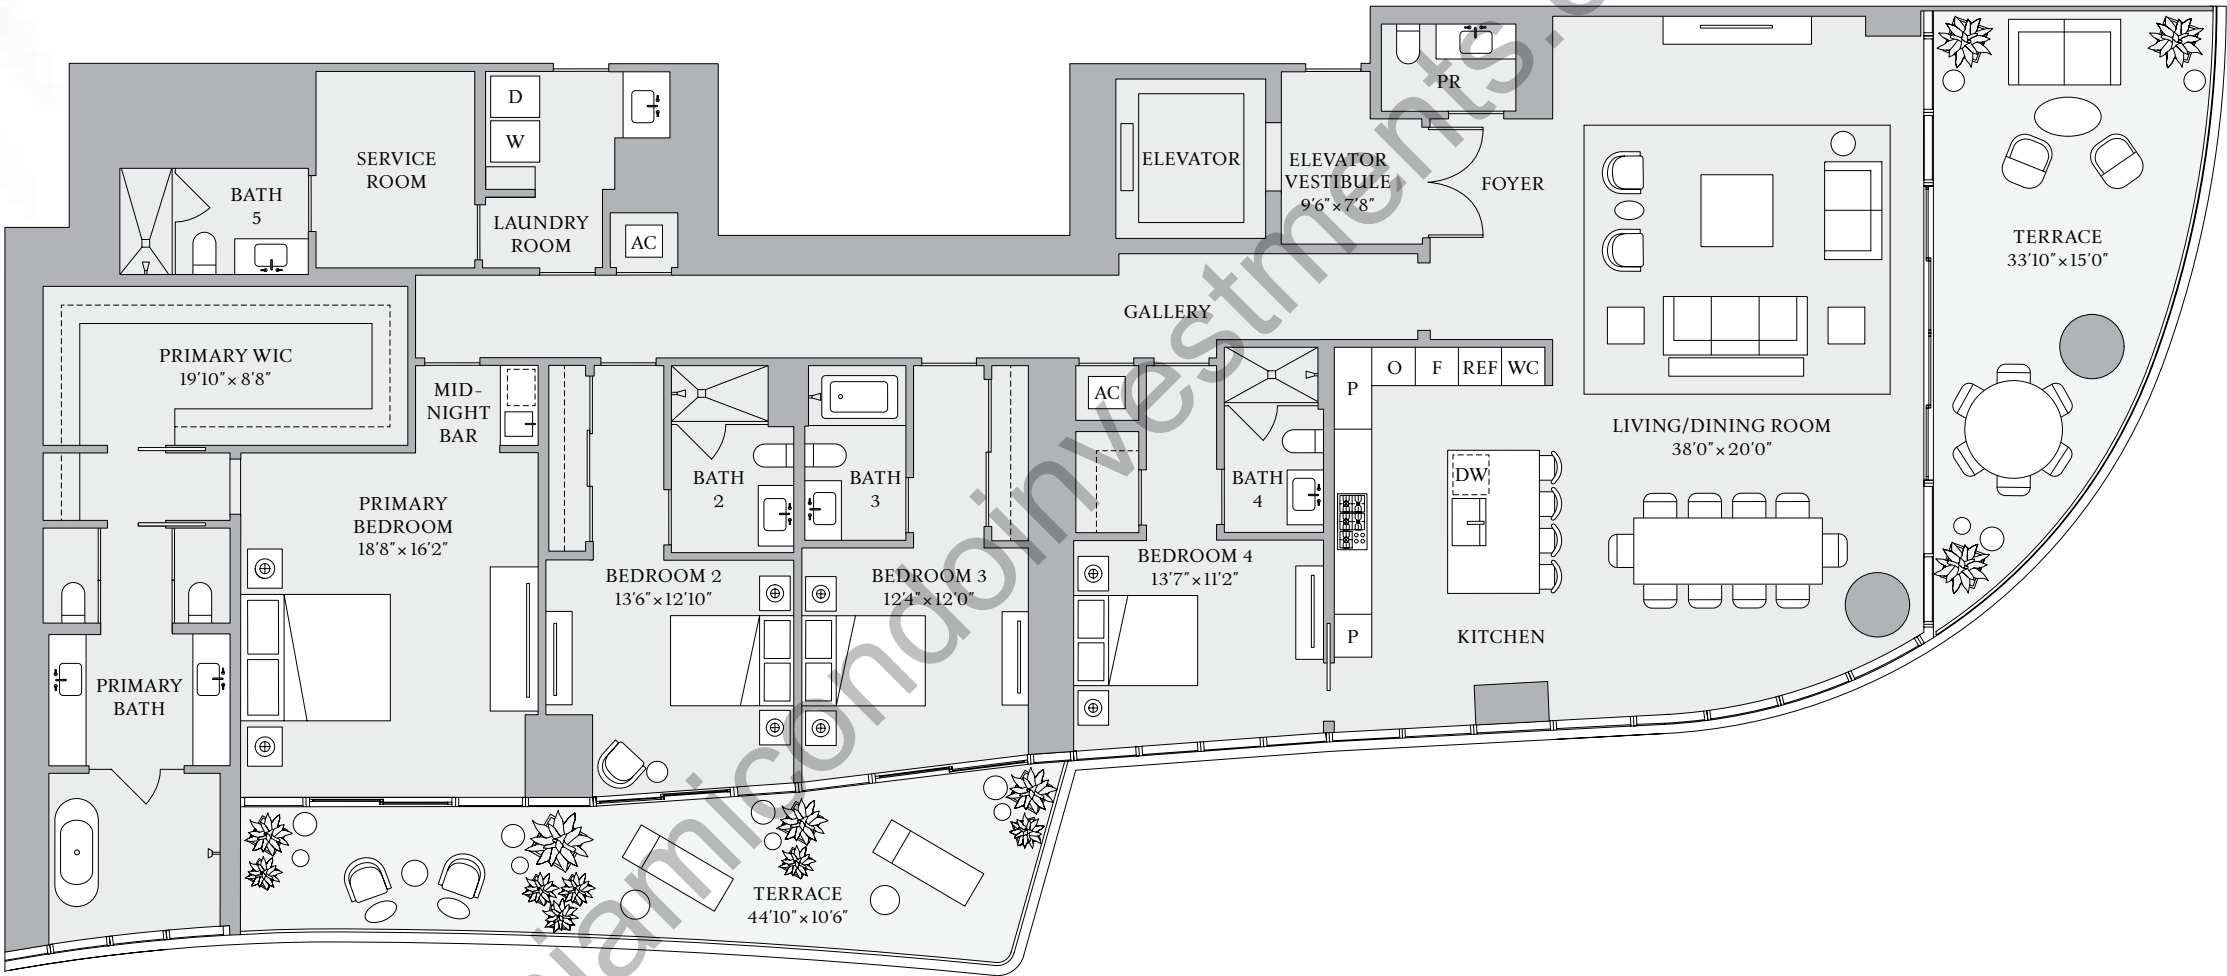 PR
D
W
SERVICE
ROOM
BATH
5
LAUNDRY
ROOM
AC
ELEVATOR
ELEVATOR
VESTIBULE
9'6"×7'8"
FOYER
TERRACE
33'10"×15'0"
GALLERY
PRIMARY WIC
19'10"×8'8"
MID-
NIGHT
BAR
AC
P
O
F
REF
WC
LIVING/DINING ROOM
38'0"×20'0"
PRIMARY
BEDROOM
18'8"×16'2"
BATH
2
BATH
3
BATH
4
DW
BEDROOM 2
13'6"×12'10"
BEDROOM 3
12'4"×12'0"
BEDROOM 4
13'7"×11'2"
P
KITCHEN
PRIMARY
BATH
TERRACE
44'10"×10'6"
iamicondoinvestments.c